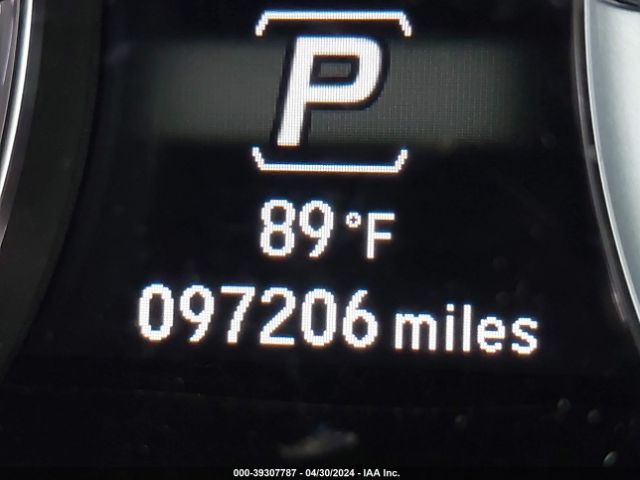 P
89°F
097206 miles
000-39307787 - 04/30/2024 - IAA Inc.